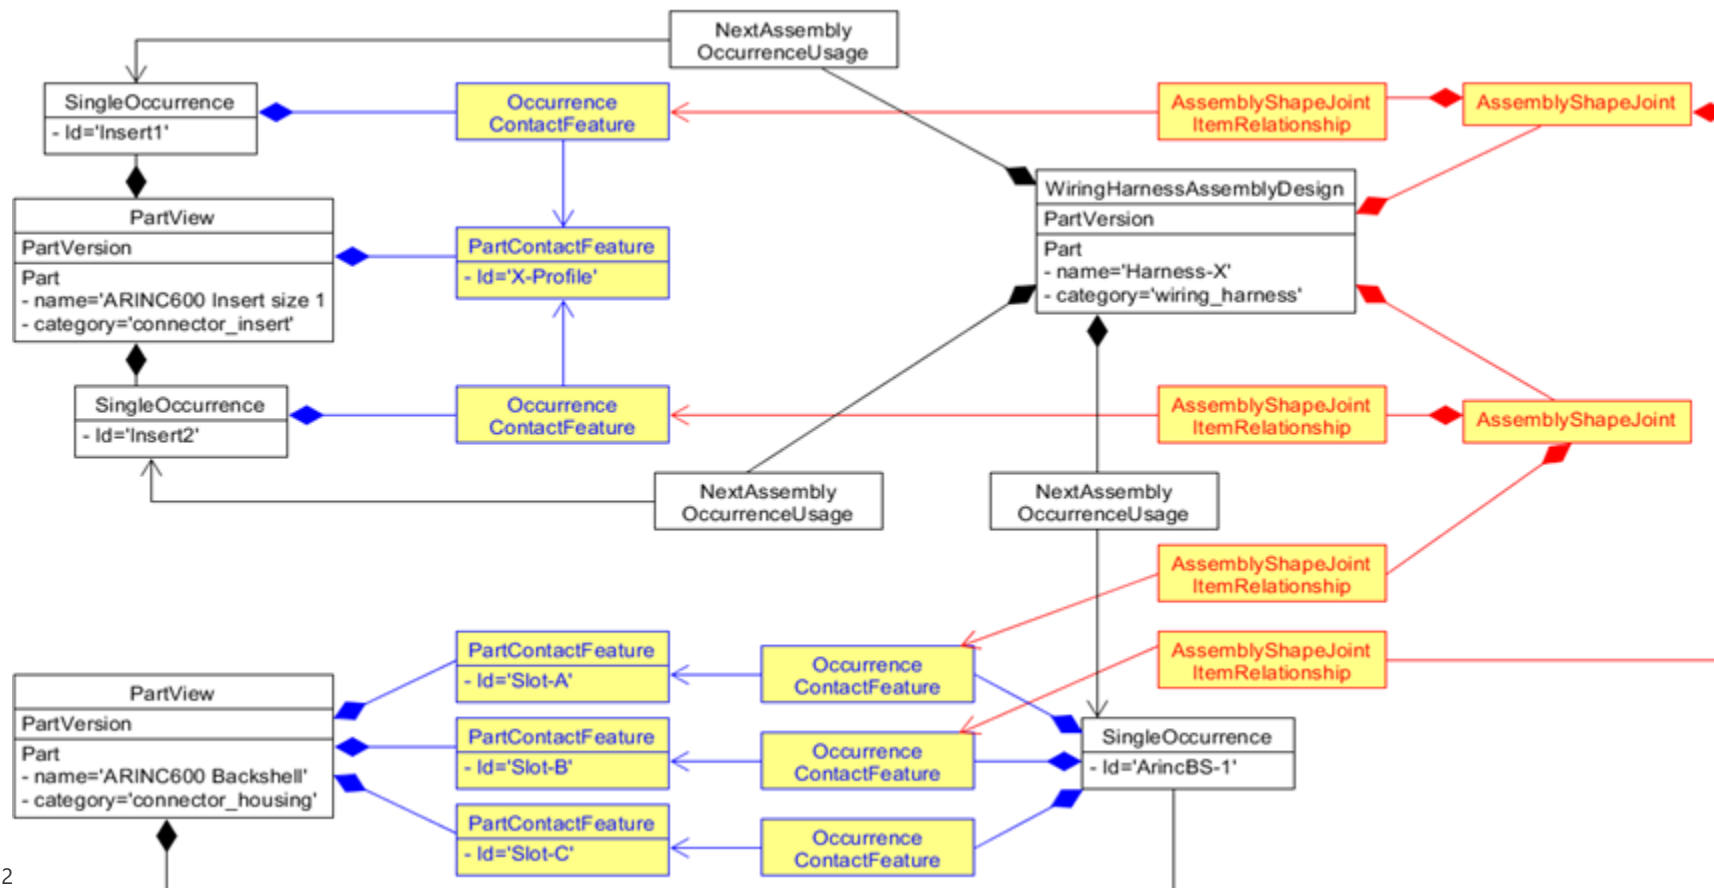 NextAssembly
OccurrenceUsage
SingleOccurrence
- Id='Insert1'
Occurrence
ContactFeature
AssemblyShapeJoint
ItemRelationship
AssemblyShapeJoint
WiringHarnessAssemblyDesign
PartVersion
Part
- name='Harness-X'
- category='wiring_harness'
PartView
PartVersion
Part
- name='ARINC600 Insert size 1
- category='connector_insert'
PartContactFeature
- Id='X-Profile'
SingleOccurrence
- Id='Insert2'
Occurrence
ContactFeature
AssemblyShapeJoint
ItemRelationship
AssemblyShapeJoint
NextAssembly
OccurrenceUsage
NextAssembly
OccurrenceUsage
AssemblyShapeJoint
ItemRelationship
AssemblyShapeJoint
ItemRelationship
PartView
PartVersion
Part
- name='ARINC600 Backshell'
- category='connector_housing'
PartContactFeature
- Id='Slot-A'
Occurrence
ContactFeature
PartContactFeature
- Id='Slot-B'
Occurrence
ContactFeature
SingleOccurrence
- Id='ArincBS-1'
PartContactFeature
- Id='Slot-C'
Occurrence
ContactFeature
2